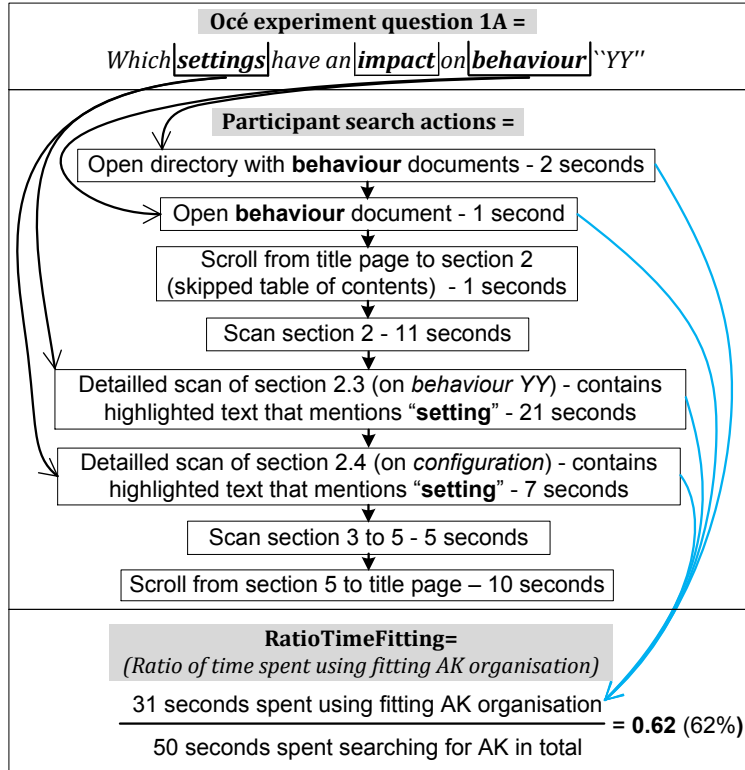 Océ experiment question 1A =
Which settings have an impact on behaviour ``YY''
Participant search actions =
Open directory with behaviour documents - 2 seconds
Open behaviour document - 1 second
Scroll from title page to section 2
(skipped table of contents) - 1 seconds
Scan section 2 - 11 seconds
Detailled scan of section 2.3 (on behaviour YY) - contains
highlighted text that mentions “setting” - 21 seconds
Detailled scan of section 2.4 (on configuration) - contains
highlighted text that mentions “setting” - 7 seconds
Scan section 3 to 5 - 5 seconds
Scroll from section 5 to title page – 10 seconds
RatioTimeFitting=
(Ratio of time spent using fitting AK organisation)
31 seconds spent using fitting AK organisation
= 0.62 (62%)
50 seconds spent searching for AK in total